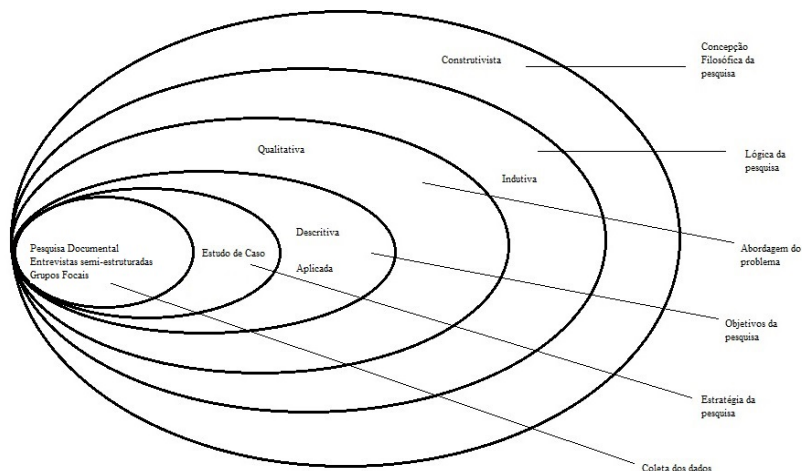 Construtivista
Concepção
Filosófica da
pesquisa
Qualitativa
Lógica da
pesquisa
Indutiva
Pesquisa Documental
Entrevistas semi-estruturadas
Grupos Focais
Estudo de Caso
Descritiva
Aplicada
Abordagem do
problema
Objetivos da
pesquisa
Estratégia da
pesquisa
Coleta dos dados